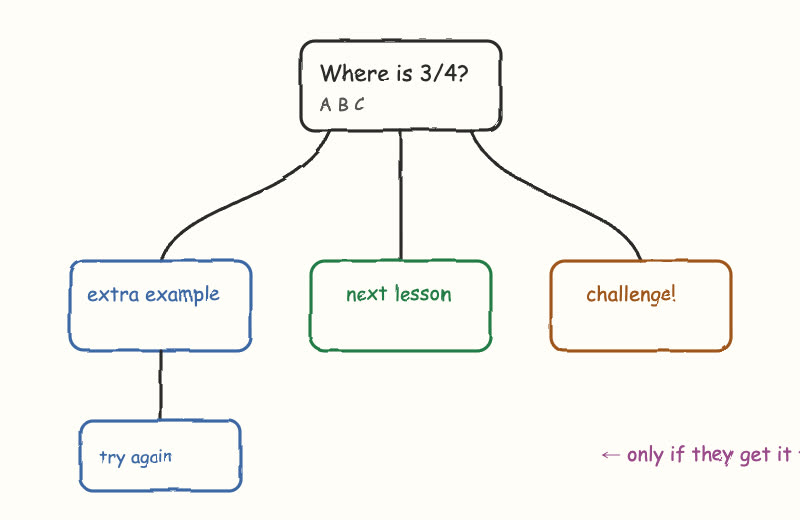 Where is 3/4?
A B C
extra example
next lesson
challenge!
try again
← only if they get it